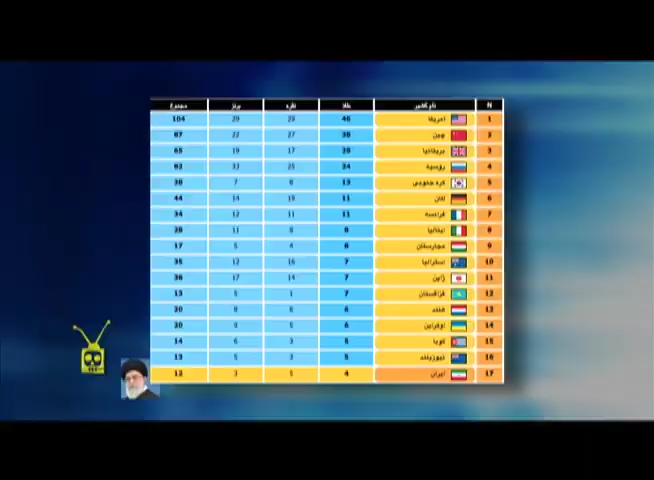 N نام کشور طلا نقره برنز مجموع
1 امریکا 46 29 29 104
2 چین 38 27 22 87
3 بریتانیا 29 17 19 65
4 روسیه 24 25 33 82
5 کره جنوبی 13 8 7 28
6 آلمان 11 19 14 44
7 فرانسه 11 11 12 34
8 ایتالیا 8 9 11 28
9 مجارستان 8 4 5 17
10 استرالیا 7 16 12 35
11 ژاپن 7 14 17 38
12 قزاقستان 7 1 5 13
13 هلند 6 6 8 20
14 اوکراین 6 5 9 20
15 کوبا 5 3 6 14
16 نیوزیلند 5 3 5 13
17 ایران 4 5 3 12